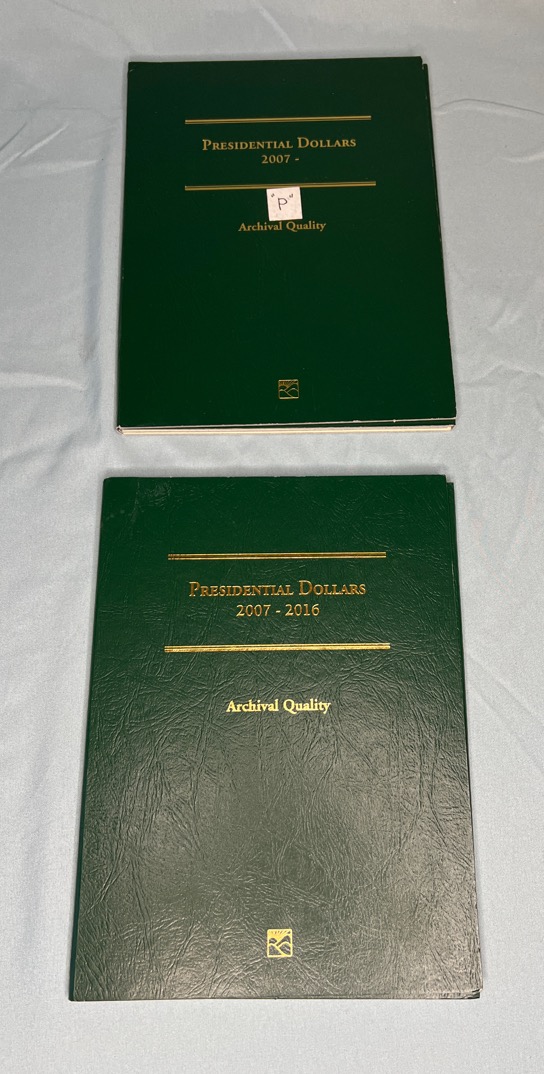 PRESIDENTIAL DOLLARS
2007 -
"P"
Archival Quality
PRESIDENTIAL DOLLARS
2007 - 2016
Archival Quality